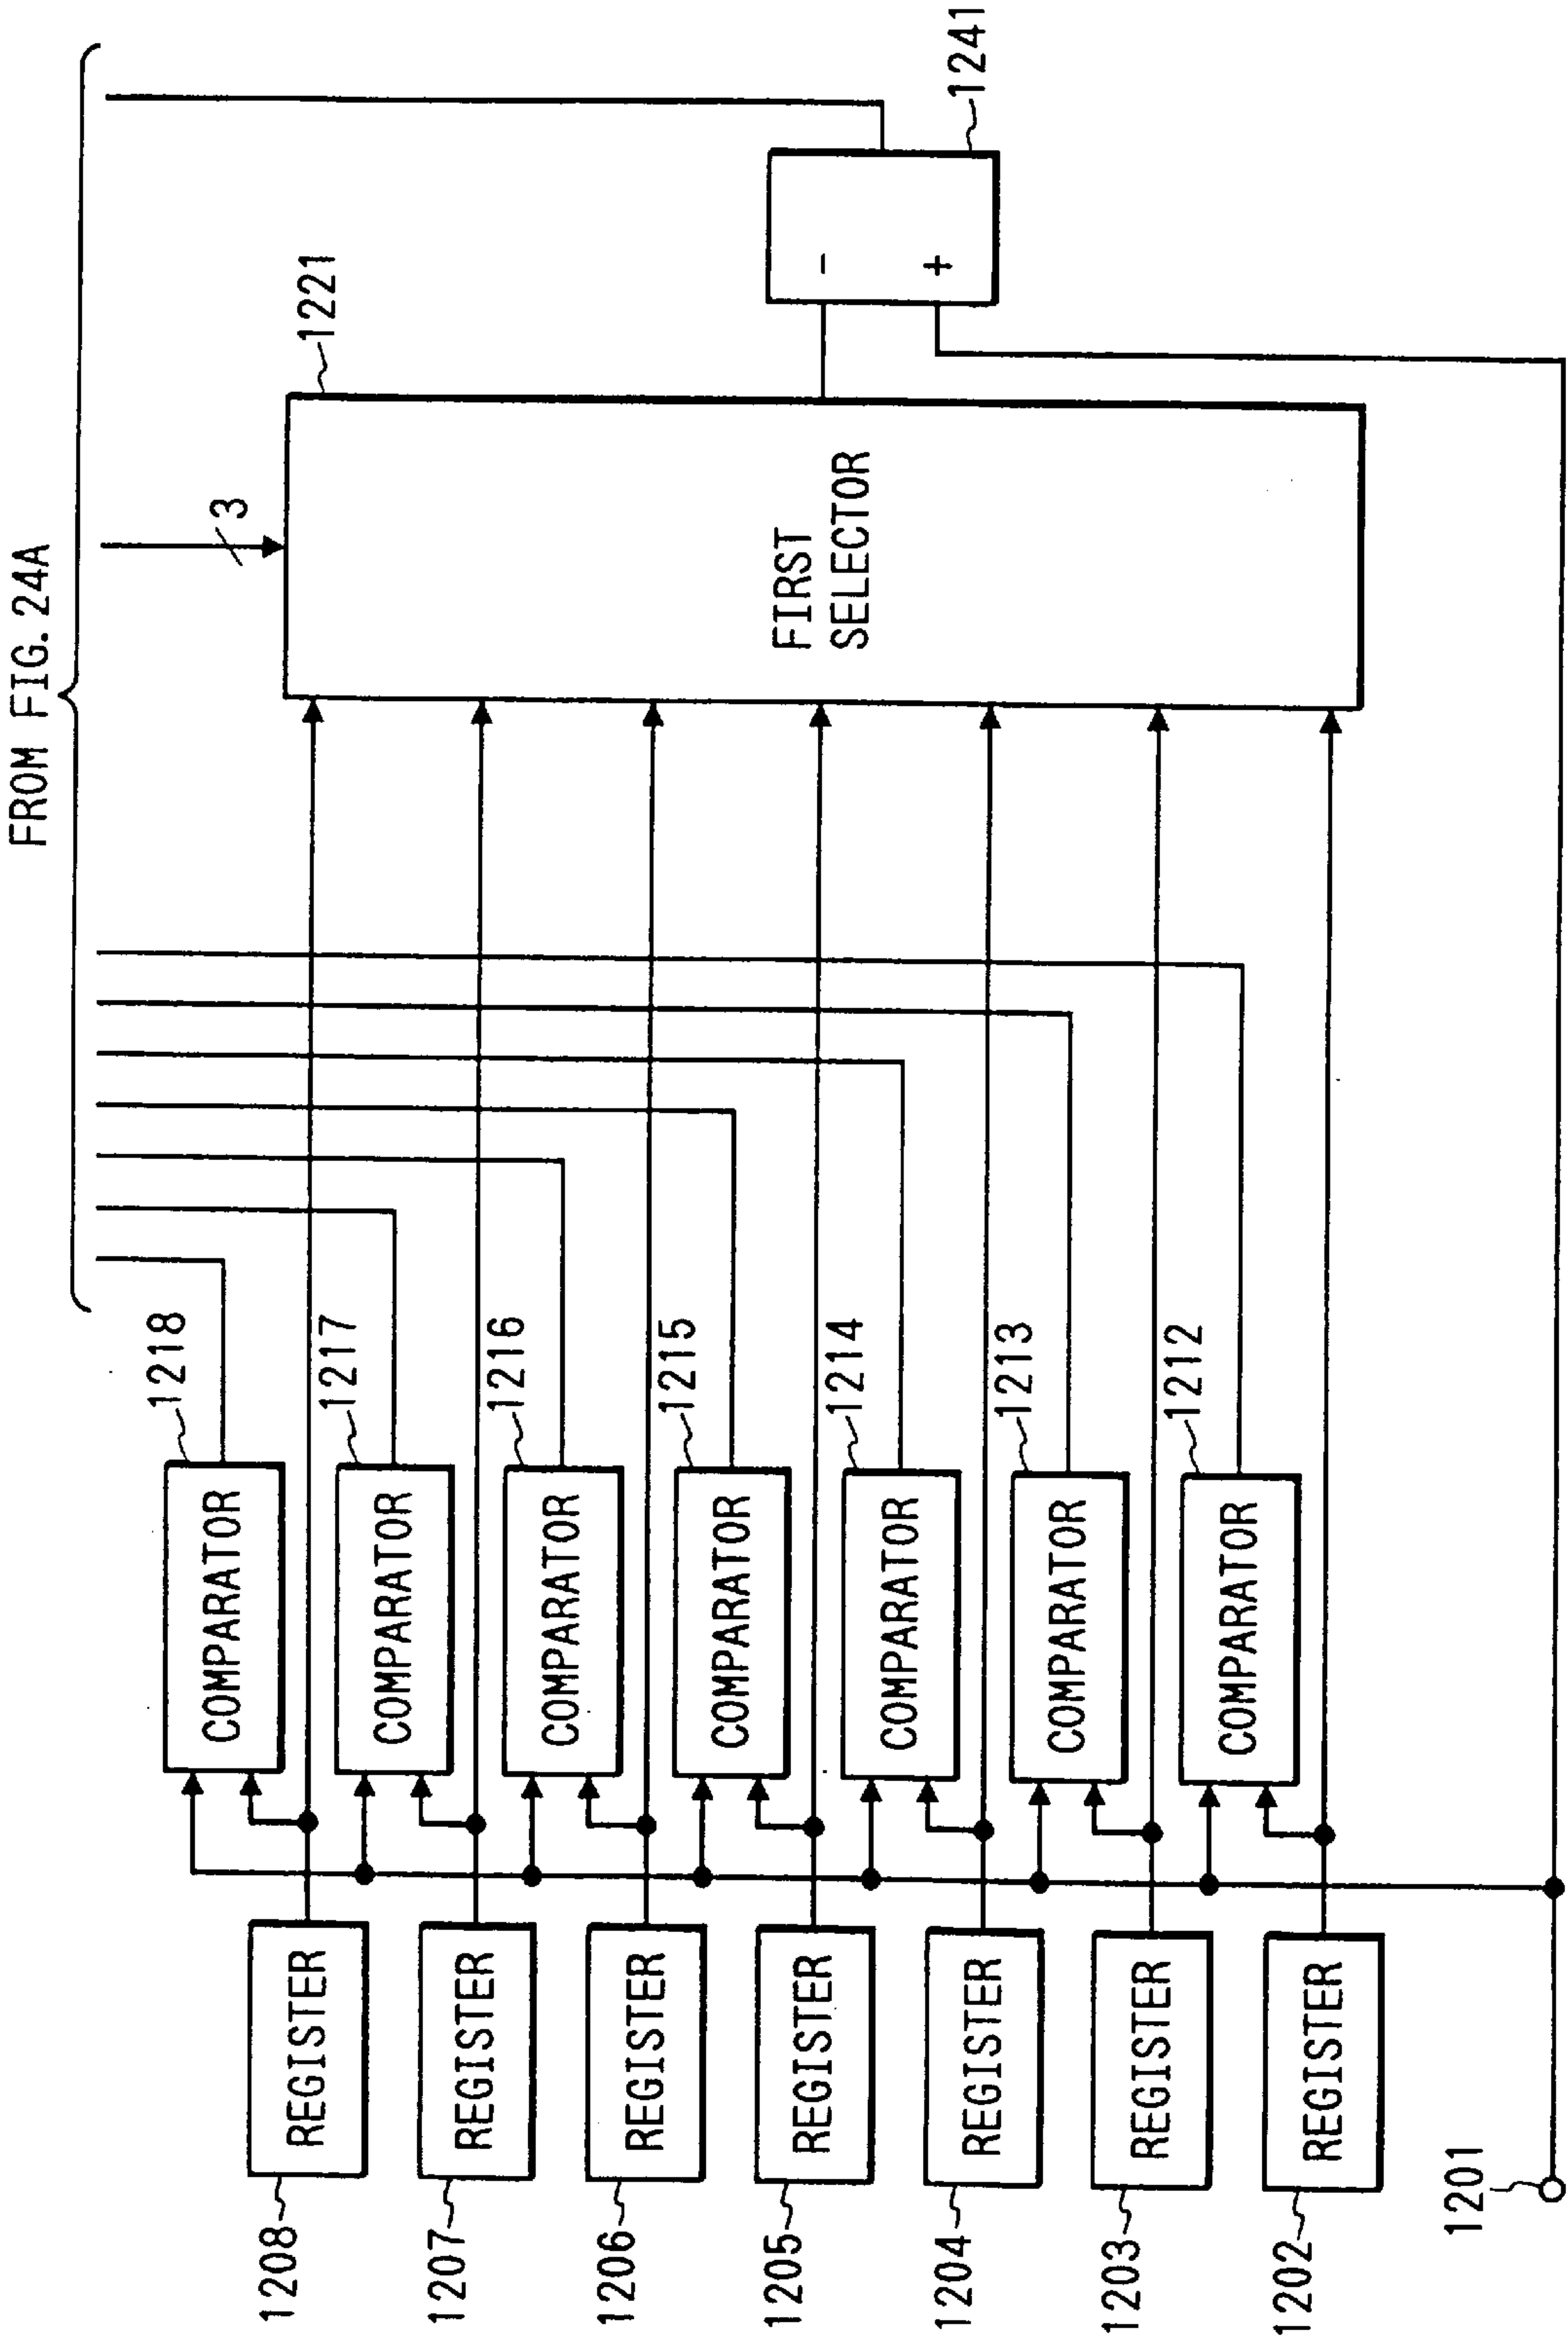 FROM FIG. 24A
1218
1217
1216
1215
1214
1213
1212
COMPARATOR
COMPARATOR
COMPARATOR
COMPARATOR
COMPARATOR
COMPARATOR
COMPARATOR
REGISTER
REGISTER
REGISTER
REGISTER
REGISTER
REGISTER
REGISTER
1208
1207
1206
1205
1204
1203
1202
1201
3
1221
FIRST
SELECTOR
-
+
1241